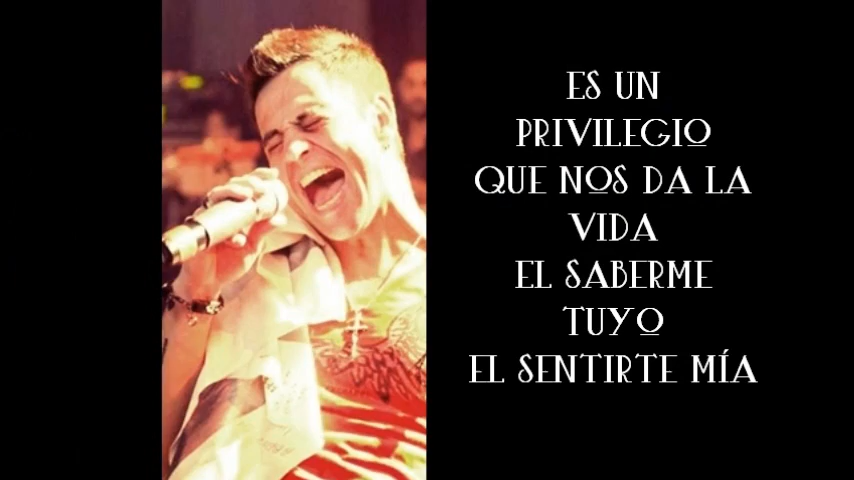 ES UN
PRIVILEGIO
QUE NOS DA LA
VIDA
EL SABERME
TUYO
EL SENTIRTE MÍA